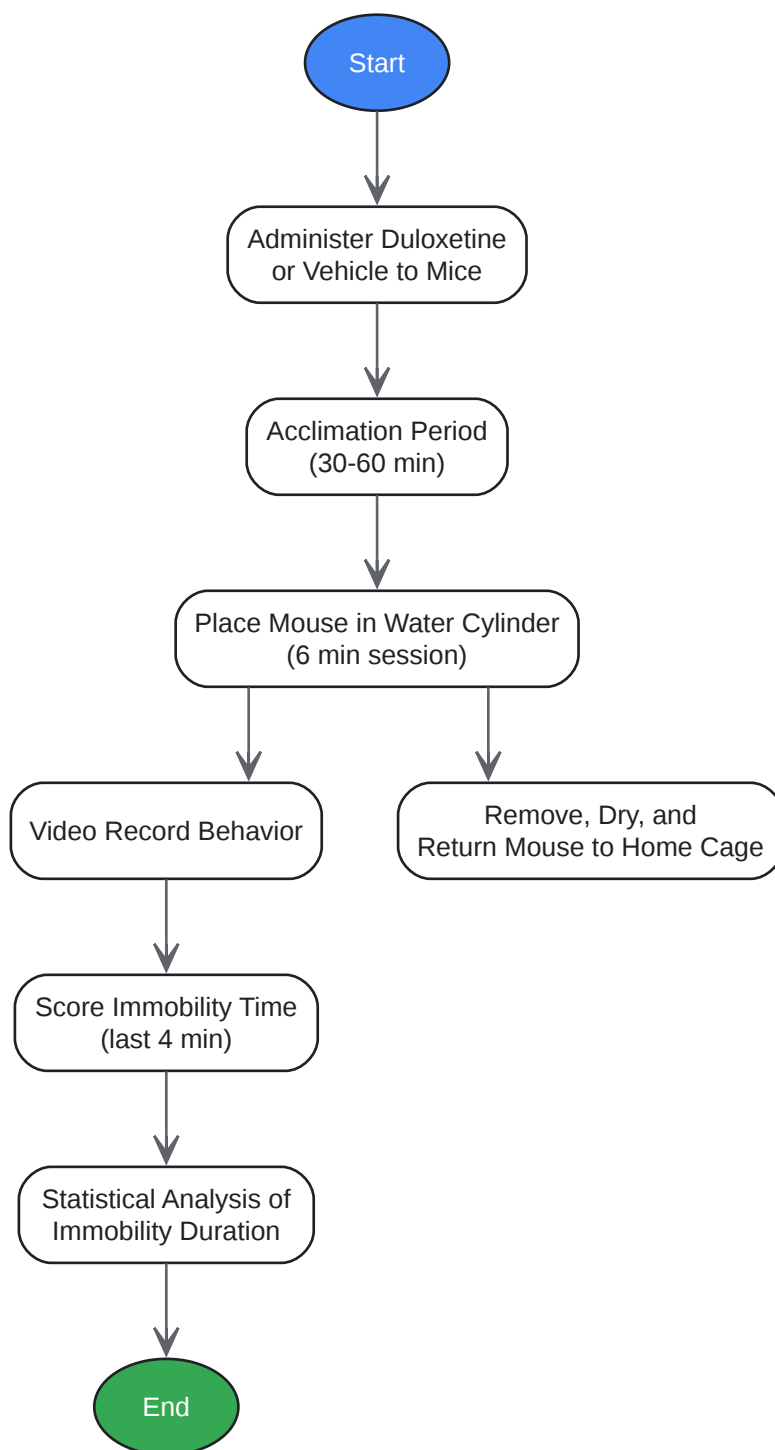 Start
Administer Duloxetine
or Vehicle to Mice
Acclimation Period
(30-60 min)
Place Mouse in Water Cylinder
(6 min session)
Video Record Behavior
Remove, Dry, and
Return Mouse to Home Cage
Score Immobility Time
(last 4 min)
Statistical Analysis of
Immobility Duration
End